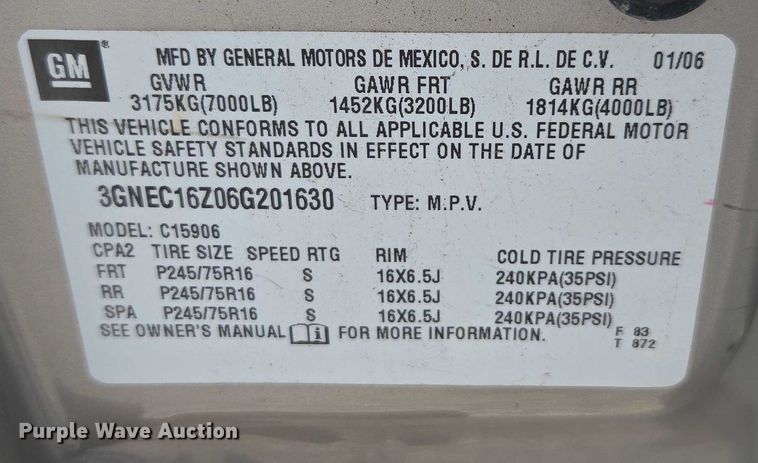 GM ® MFD BY GENERAL MOTORS DE MEXICO, S. DE R.L. DE C.V. 01/06
GVWR GAWR FRT GAWR RR
3175KG(7000LB) 1452KG(3200LB) 1814KG(4000LB)
THIS VEHICLE CONFORMS TO ALL APPLICABLE U.S. FEDERAL MOTOR
VEHICLE SAFETY STANDARDS IN EFFECT ON THE DATE OF
MANUFACTURE SHOWN ABOVE.
3GNEC16Z06G201630 TYPE: M.P.V.
MODEL: C15906
CPA2 TIRE SIZE SPEED RTG RIM COLD TIRE PRESSURE
FRT P245/75R16 S 16X6.5J 240KPA(35PSI)
RR P245/75R16 S 16X6.5J 240KPA(35PSI)
SPA P245/75R16 S 16X6.5J 240KPA(35PSI)
SEE OWNER'S MANUAL i FOR MORE INFORMATION. F 83
T 872
Purple Wave Auction